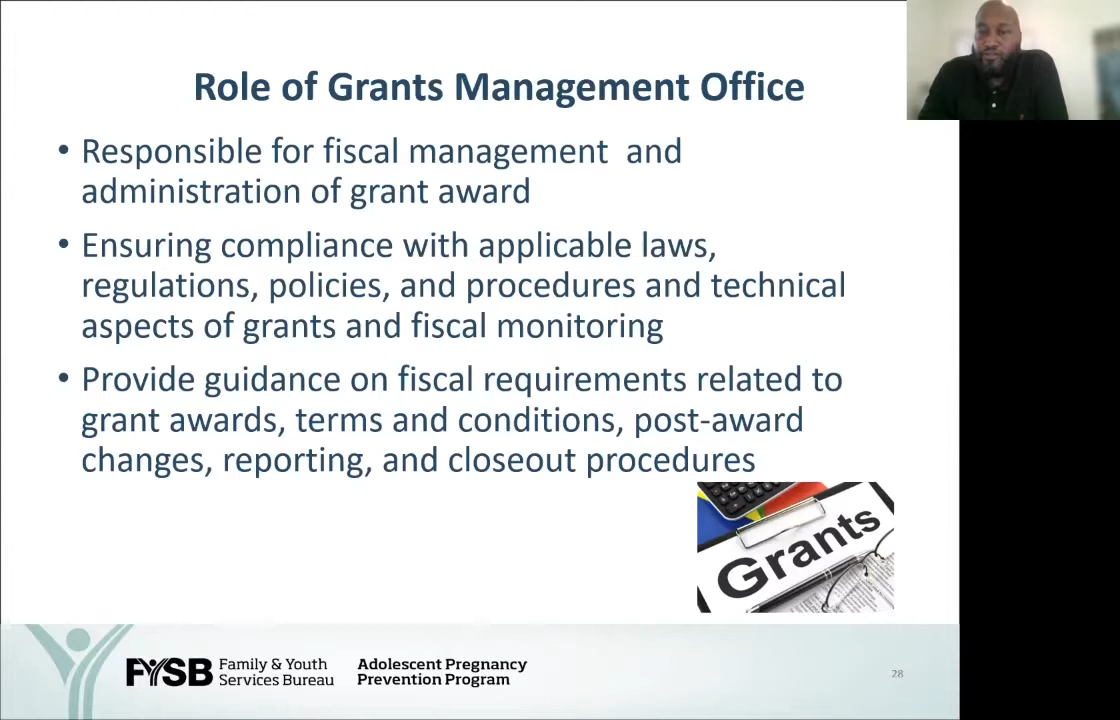 Role of Grants Management Office
• Responsible for fiscal management  and
administration of grant award
• Ensuring compliance with applicable laws,
regulations, policies, and procedures and technical
aspects of grants and fiscal monitoring
• Provide guidance on fiscal requirements related to
grant awards, terms and conditions, post-award
changes, reporting, and closeout procedures
Grants
FYSB
Family & Youth
Services Bureau
Adolescent Pregnancy
Prevention Program
28